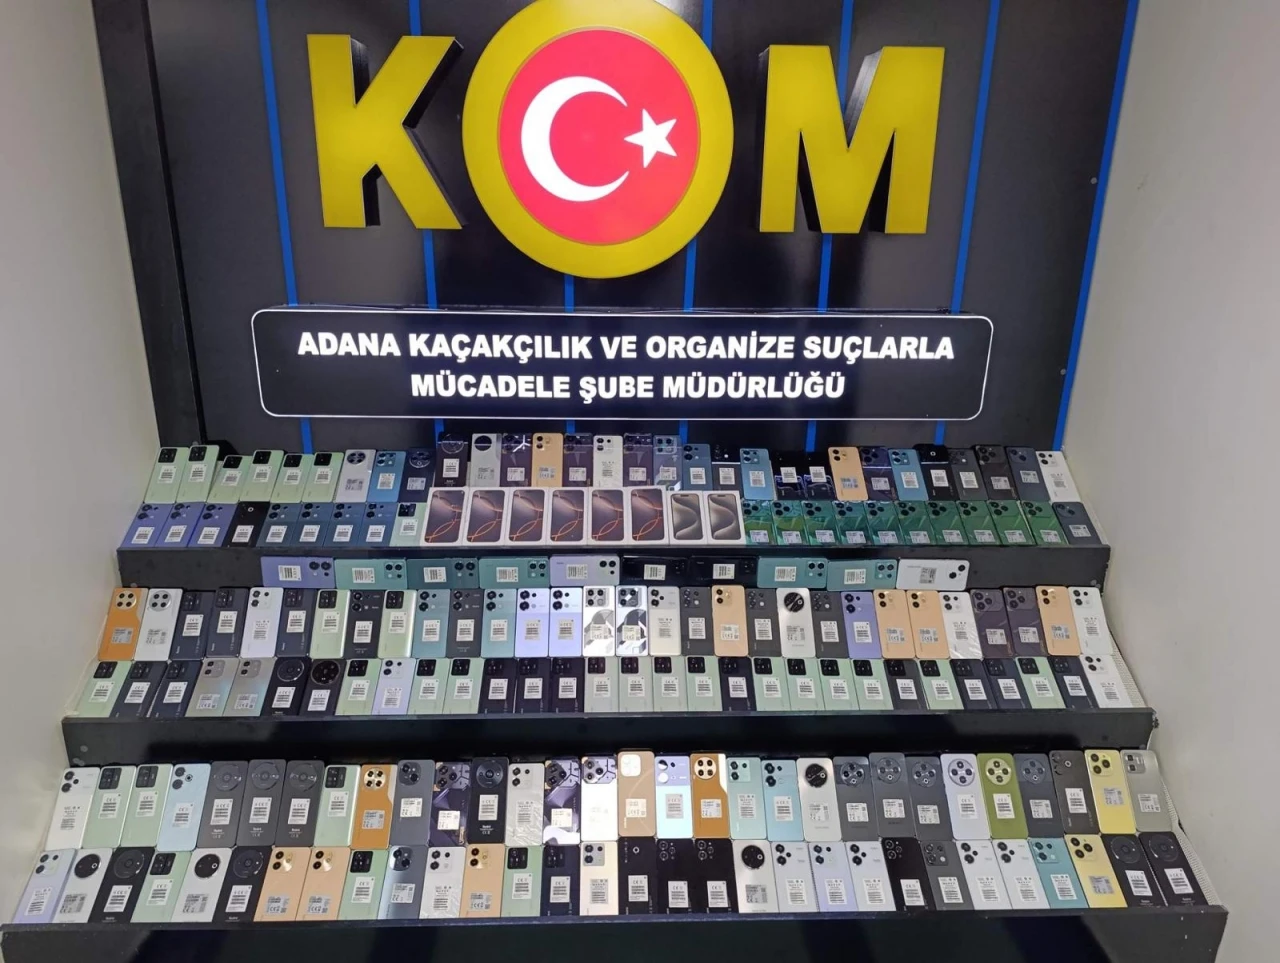 KOM
ADANA KAÇAKÇILIK VE ORGANİZE SUÇLARLA
MÜCADELE ŞUBE MÜDÜRLÜĞÜ